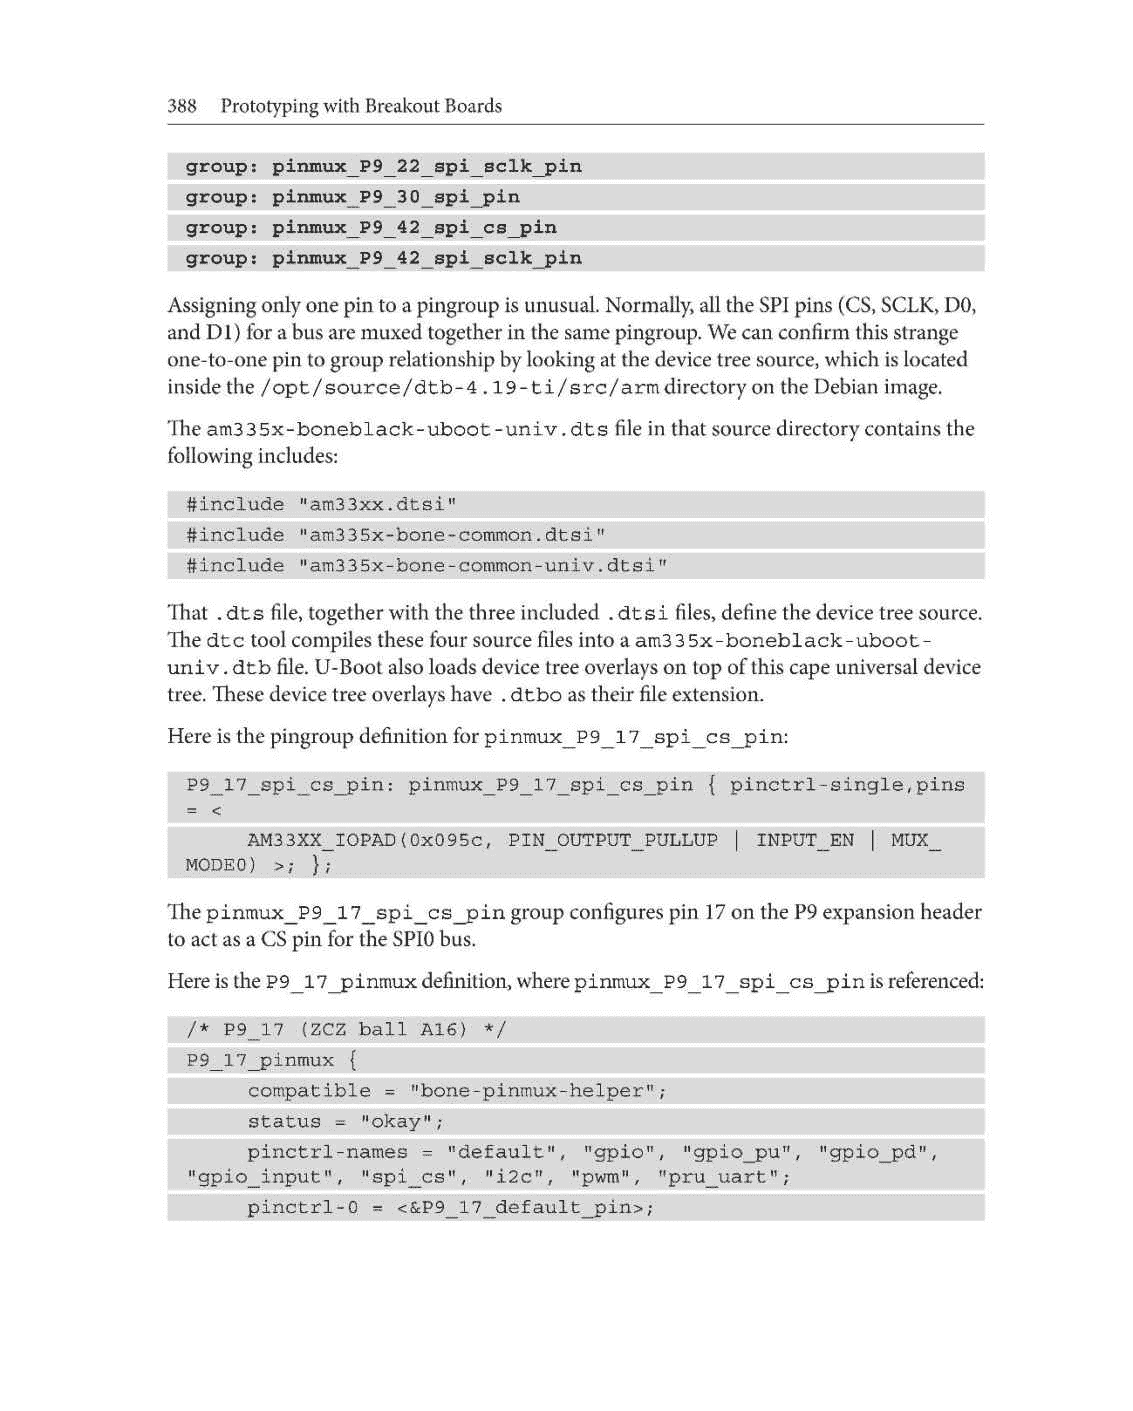 388 Prototyping with Breakout Boards
group: pinmux_P9_22_spi_sclk_pin
group: pinmux_P9_30_spi_pin
group: pinmux_P9_42_spi_cs_pin
group: pinmux_P9_42_spi_sclk_pin
Assigning only one pin to a pingroup is unusual. Normally, all the SPI pins (CS, SCLK, D0,
and D1) for a bus are muxed together in the same pingroup. We can confirm this strange
one-to-one pin to group relationship by looking at the device tree source, which is located
inside the /opt/source/dtb-4.19-ti/src/arm directory on the Debian image.
The am335x-boneblack-uboot-univ.dts file in that source directory contains the
following includes:
#include "am33xx.dtsi"
#include "am335x-bone-common.dtsi"
#include "am335x-bone-common-univ.dtsi"
That .dts file, together with the three included .dtsi files, define the device tree source.
The dtc tool compiles these four source files into a am335x-boneblack-uboot-
univ.dtb file. U-Boot also loads device tree overlays on top of this cape universal device
tree. These device tree overlays have .dtbo as their file extension.
Here is the pingroup definition for pinmux_P9_17_spi_cs_pin:
P9_17_spi_cs_pin: pinmux_P9_17_spi_cs_pin { pinctrl-single,pins
= <
AM33XX_IOPAD(0x095c, PIN_OUTPUT_PULLUP | INPUT_EN | MUX_
MODE0) >; };
The pinmux_P9_17_spi_cs_pin group configures pin 17 on the P9 expansion header
to act as a CS pin for the SPI0 bus.
Here is the P9_17_pinmux definition, where pinmux_P9_17_spi_cs_pin is referenced:
/* P9_17 (ZCZ ball A16) */
P9_17_pinmux {
compatible = "bone-pinmux-helper";
status = "okay";
pinctrl-names = "default", "gpio", "gpio_pu", "gpio_pd",
"gpio_input", "spi_cs", "i2c", "pwm", "pru_uart";
pinctrl-0 = <&P9_17_default_pin>;